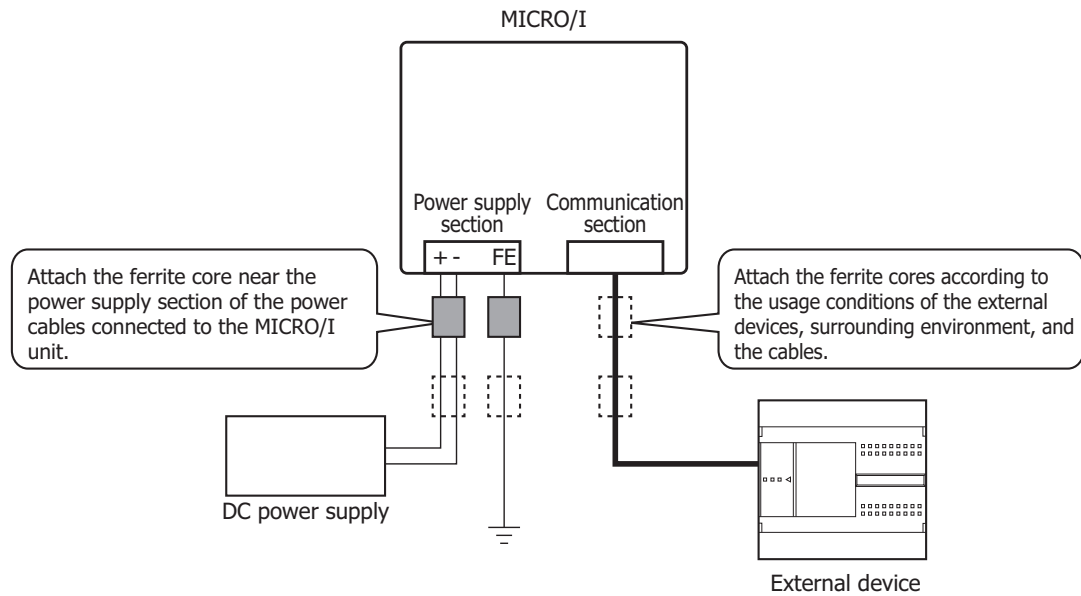 MICRO/I
Power supply
section
Communication
section
+ -
FE
Attach the ferrite core near the
power supply section of the power
cables connected to the MICRO/I
unit.
Attach the ferrite cores according to
the usage conditions of the external
devices, surrounding environment, and
the cables.
DC power supply
External device